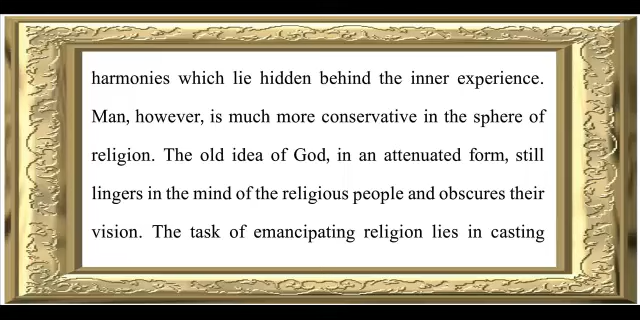 harmonies which lie hidden behind the inner experience.
Man, however, is much more conservative in the sphere of
religion. The old idea of God, in an attenuated form, still
lingers in the mind of the religious people and obscures their
vision. The task of emancipating religion lies in casting